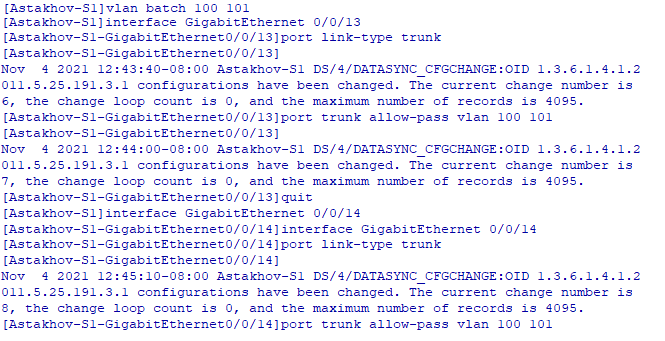 [Astakhov-S1]vlan batch 100 101
[Astakhov-S1]interface GigabitEthernet 0/0/13
[Astakhov-S1-GigabitEthernet0/0/13]port link-type trunk
[Astakhov-S1-GigabitEthernet0/0/13]
Nov  4 2021 12:43:40-08:00 Astakhov-S1 DS/4/DATASYNC_CFGCHANGE:OID 1.3.6.1.4.1.2
011.5.25.191.3.1 configurations have been changed. The current change number is
6, the change loop count is 0, and the maximum number of records is 4095.
[Astakhov-S1-GigabitEthernet0/0/13]port trunk allow-pass vlan 100 101
[Astakhov-S1-GigabitEthernet0/0/13]
Nov  4 2021 12:44:00-08:00 Astakhov-S1 DS/4/DATASYNC_CFGCHANGE:OID 1.3.6.1.4.1.2
011.5.25.191.3.1 configurations have been changed. The current change number is
7, the change loop count is 0, and the maximum number of records is 4095.
[Astakhov-S1-GigabitEthernet0/0/13]quit
[Astakhov-S1]interface GigabitEthernet 0/0/14
[Astakhov-S1-GigabitEthernet0/0/14]interface GigabitEthernet 0/0/14
[Astakhov-S1-GigabitEthernet0/0/14]port link-type trunk
[Astakhov-S1-GigabitEthernet0/0/14]
Nov  4 2021 12:45:10-08:00 Astakhov-S1 DS/4/DATASYNC_CFGCHANGE:OID 1.3.6.1.4.1.2
011.5.25.191.3.1 configurations have been changed. The current change number is
8, the change loop count is 0, and the maximum number of records is 4095.
[Astakhov-S1-GigabitEthernet0/0/14]port trunk allow-pass vlan 100 101